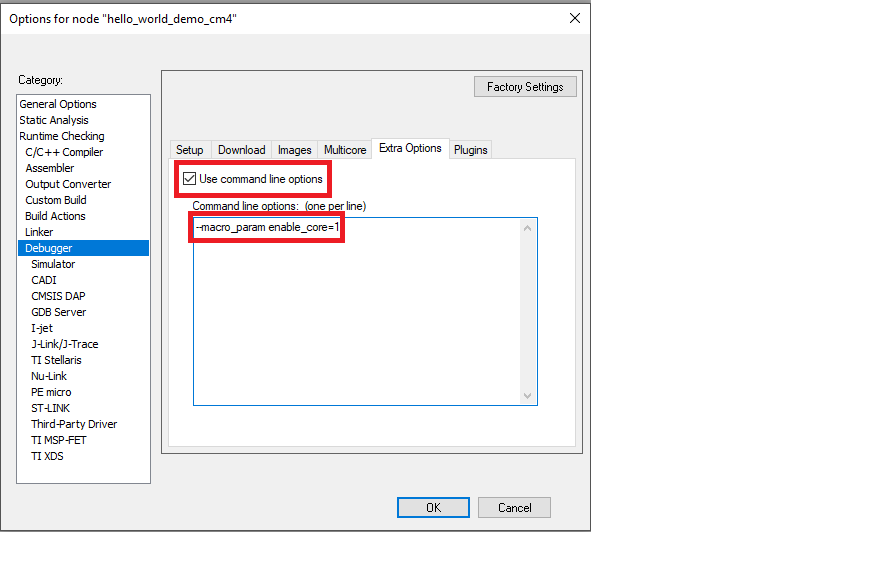 Options for node "hello_world_demo_cm4"
Category:
Factory Settings
General Options
Static Analysis
Runtime Checking
C/C++ Compiler
Assembler
Output Converter
Custom Build
Build Actions
Linker
Debugger
Simulator
CADI
CMSIS DAP
GDB Server
I-jet
J-Link/J-Trace
TI Stellaris
Nu-Link
PE micro
ST-LINK
Third-Party Driver
TI MSP-FET
TI XDS
Setup Download Images Multicore Extra Options Plugins
Use command line options
Command line options: (one per line)
--macro_param enable_core=1
OK Cancel